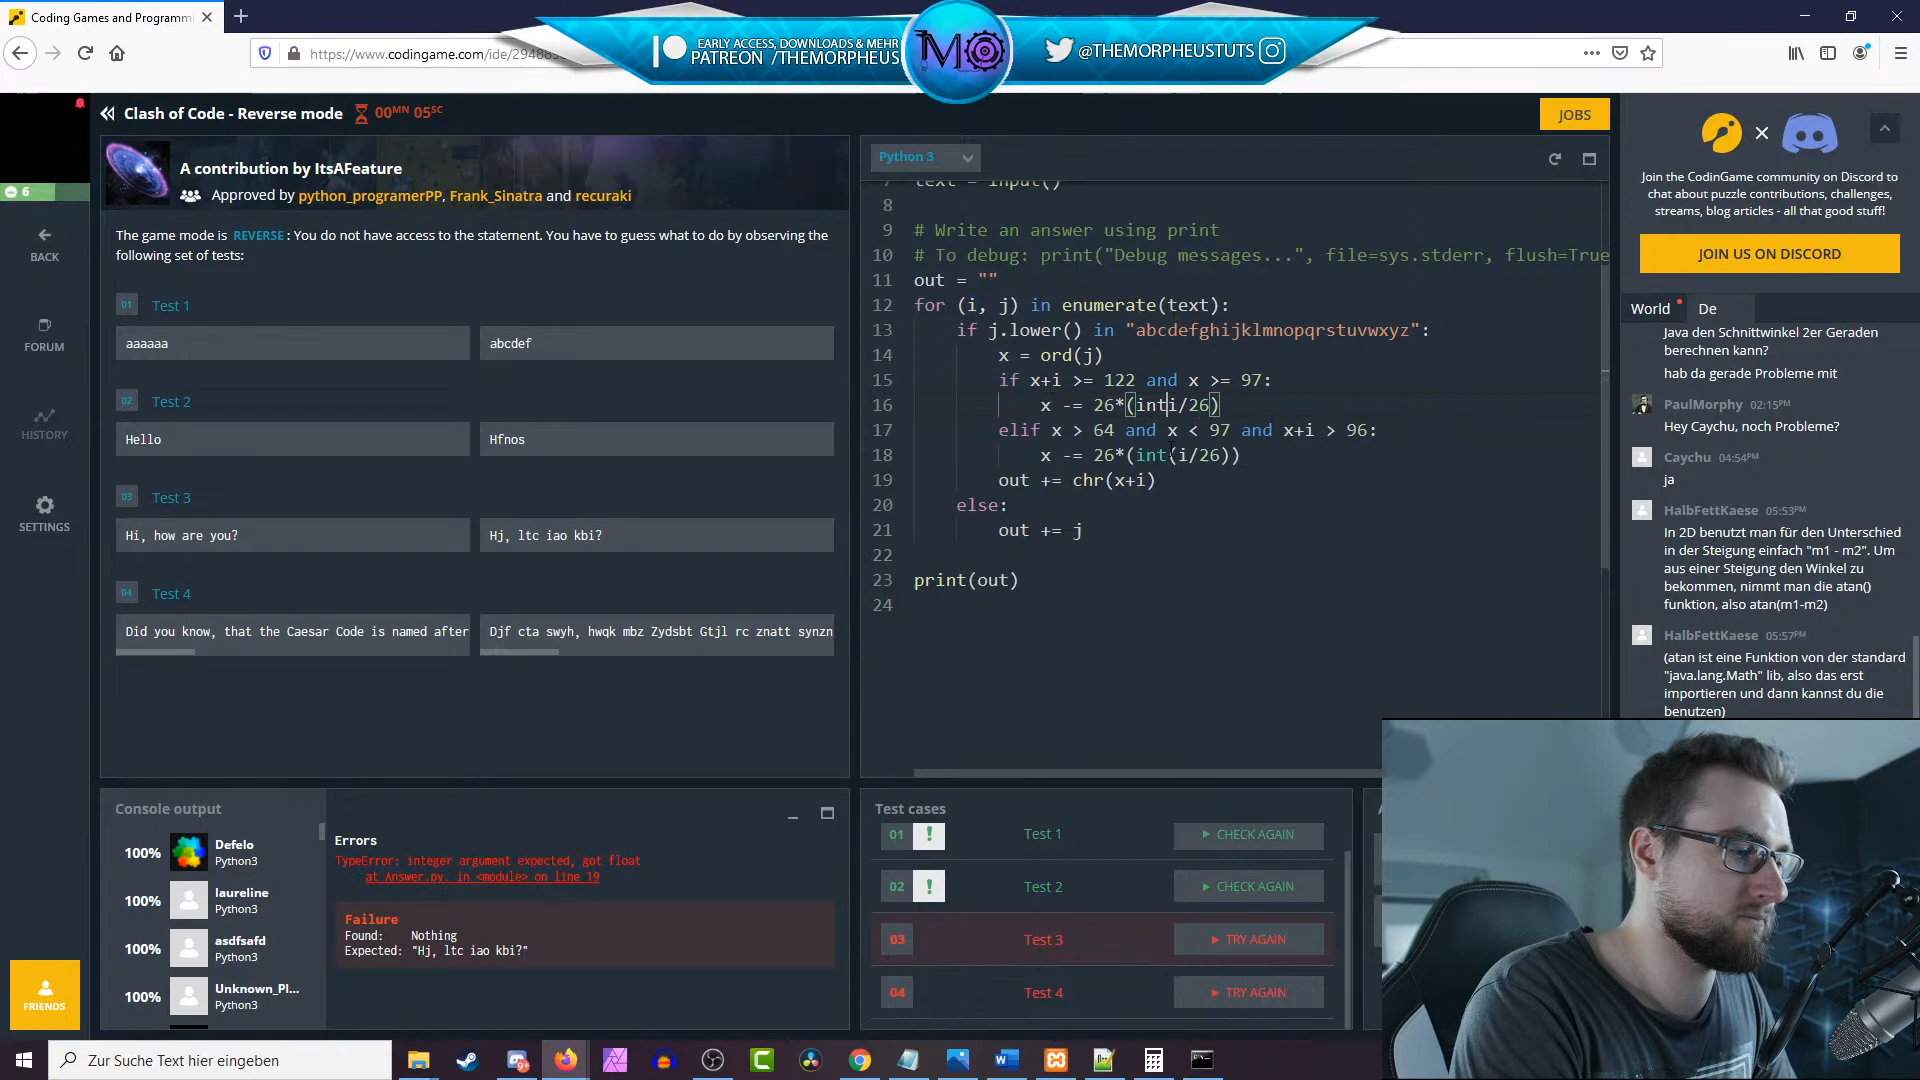 Coding Games and Programmi
https://www.codingame.com/ide/29488
EARLY ACCESS, DOWNLOADS & MEHR
PATREON /THEMORPHEUS
MO
@THEMORPHEUSTUTS
Clash of Code - Reverse mode
00MN 05SC
JOBS
6
A contribution by ItsAFeature
Approved by python_programerPP, Frank_Sinatra and recuraki
BACK
FORUM
HISTORY
SETTINGS
FRIENDS
The game mode is REVERSE: You do not have access to the statement. You have to guess what to do by observing the
following set of tests:
01 Test 1
aaaaaa
abcdef
02 Test 2
Hello
Hfnos
03 Test 3
Hi, how are you?
Hj, ltc iao kbi?
04 Test 4
Did you know, that the Caesar Code is named after
Djf cta swyh, hwqk mbz Zydsbt Gtjl rc znatt synzn
Python 3
7 text = input()
8
9 # Write an answer using print
10 # To debug: print("Debug messages...", file=sys.stderr, flush=True
11 out = ""
12 for (i, j) in enumerate(text):
13 if j.lower() in "abcdefghijklmnopqrstuvwxyz":
14 x = ord(j)
15 if x+i >= 122 and x >= 97:
16 x -= 26*(inti/26)
17 elif x > 64 and x < 97 and x+i > 96:
18 x -= 26*(int(i/26))
19 out += chr(x+i)
20 else:
21 out += j
22
23 print(out)
24
Join the CodinGame community on Discord to
chat about puzzle contributions, challenges,
streams, blog articles - all that good stuff!
JOIN US ON DISCORD
World
De
Java den Schnittwinkel 2er Geraden
berechnen kann?
hab da gerade Probleme mit
PaulMorphy 02:15PM
Hey Caychu, noch Probleme?
Caychu 04:54PM
ja
HalbFettKaese 05:53PM
In 2D benutzt man für den Unterschied
in der Steigung einfach "m1 - m2". Um
aus einer Steigung den Winkel zu
bekommen, nimmt man die atan()
funktion, also atan(m1-m2)
HalbFettKaese 05:57PM
(atan ist eine Funktion von der standard
"java.lang.Math" lib, also das erst
importieren und dann kannst du die
benutzen)
Console output
100% Defelo
Python3
100% laureline
Python3
100% asdfsafd
Python3
100% Unknown_Pl...
Python3
Errors
TypeError: integer argument expected, got float
at Answer.py. in <module> on line 19
Failure
Found: Nothing
Expected: "Hj, ltc iao kbi?"
Test cases
01 ! Test 1 CHECK AGAIN
02 ! Test 2 CHECK AGAIN
03 Test 3 TRY AGAIN
04 Test 4 TRY AGAIN
Zur Suche Text hier eingeben